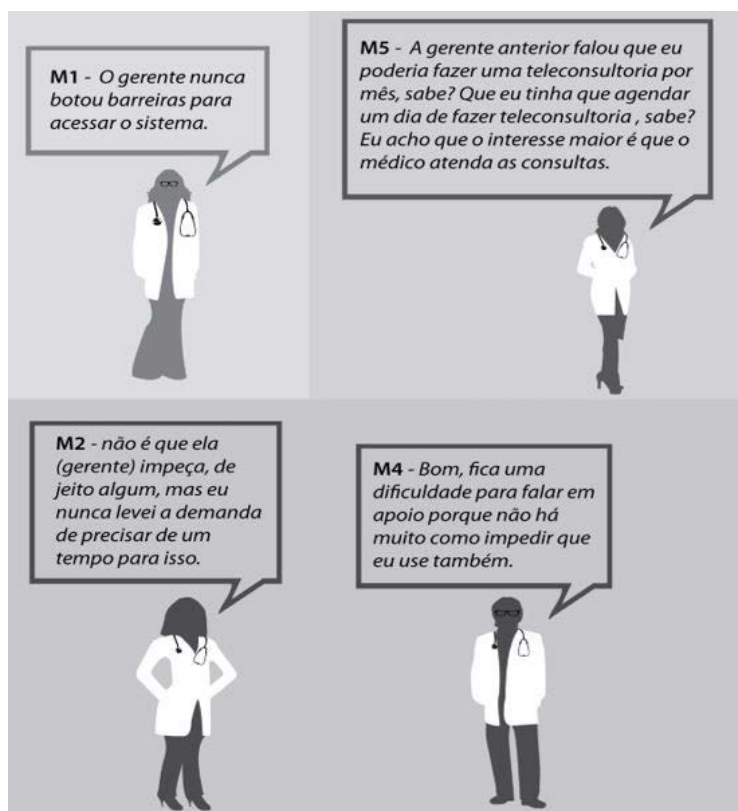 M1 - O gerente nunca
botou barreiras para
acessar o sistema.
M5 - A gerente anterior falou que eu
poderia fazer uma teleconsultoria por
mês, sabe? Que eu tinha que agendar
um dia de fazer teleconsultoria , sabe?
Eu acho que o interesse maior é que o
médico atenda as consultas.
M2 - não é que ela
(gerente) impeça, de
jeito algum, mas eu
nunca levei a demanda
de precisar de um
tempo para isso.
M4 - Bom, fica uma
dificuldade para falar em
apoio porque não há
muito como impedir que
eu use também.